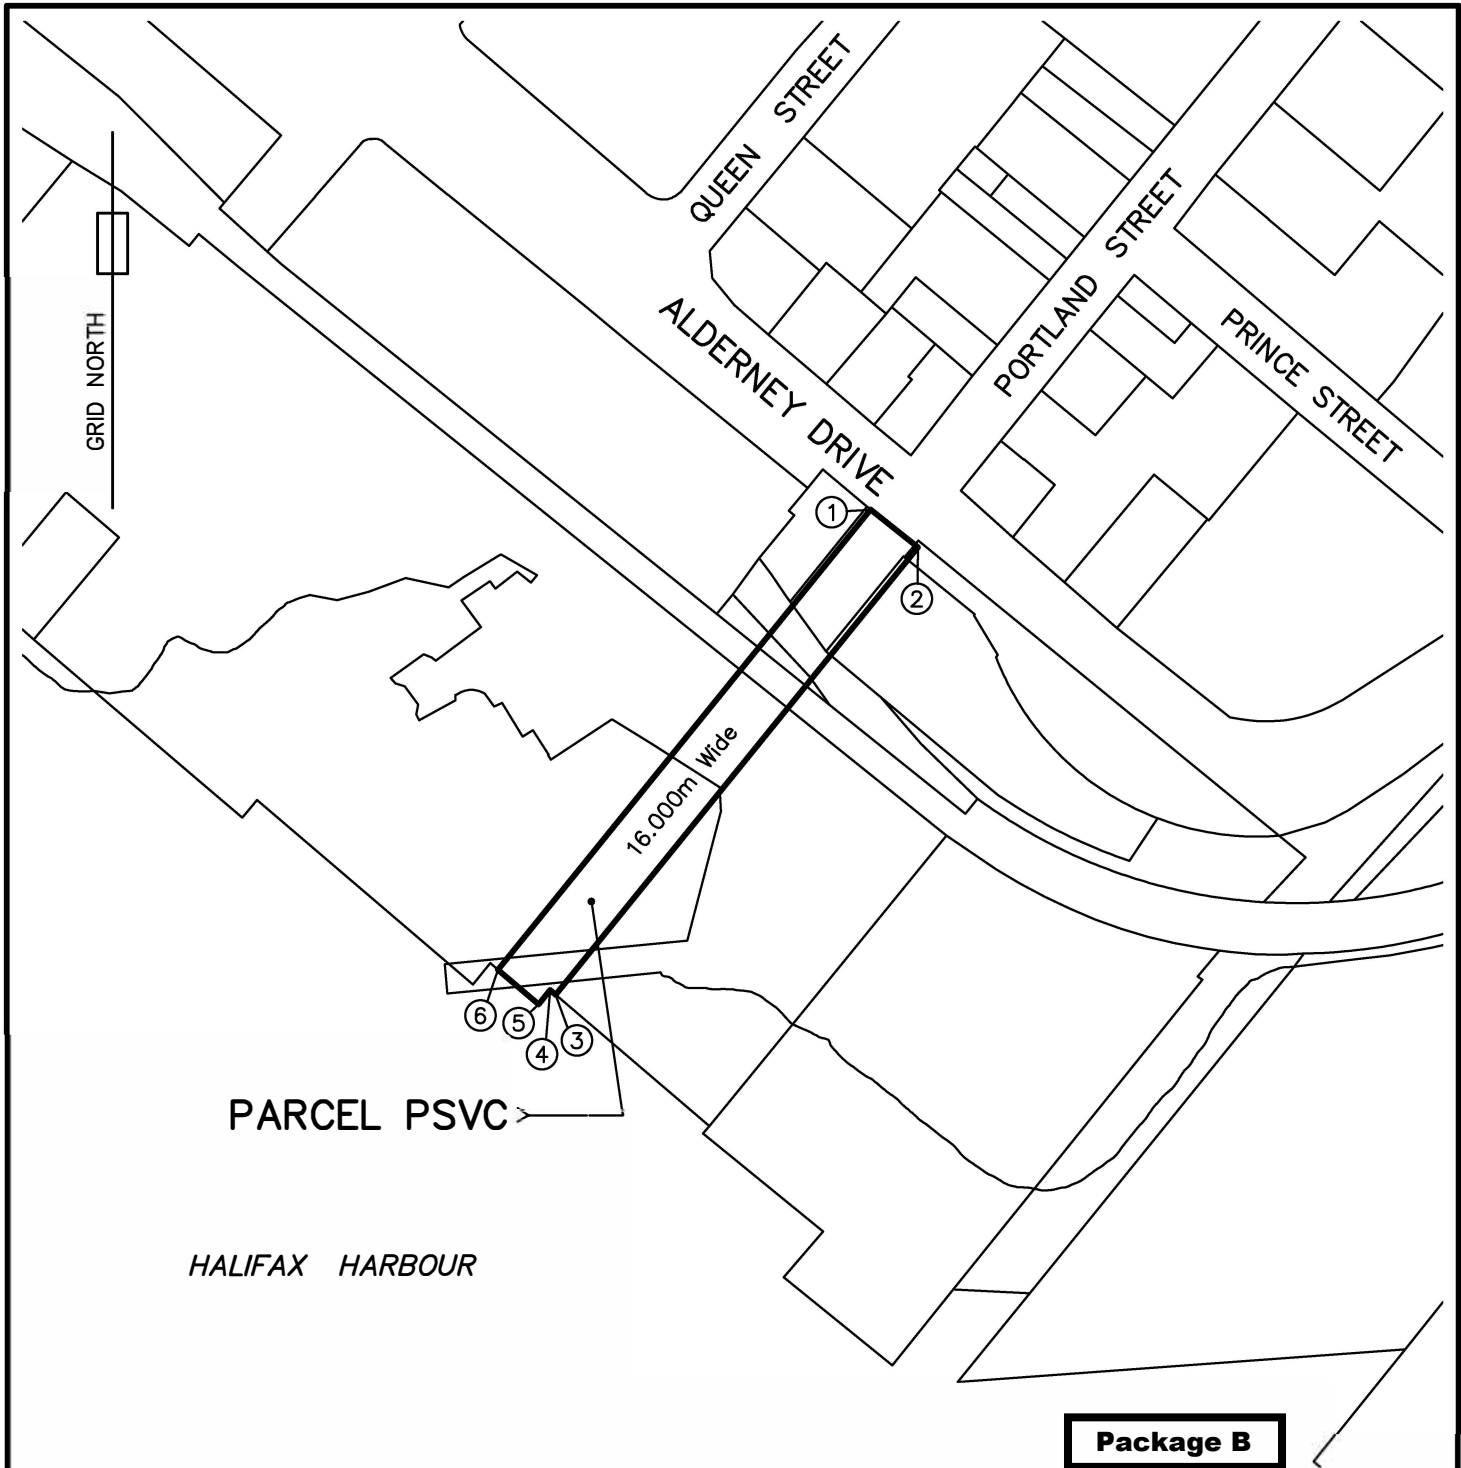 QUEEN STREET
PORTLAND STREET
PRINCE STREET
ALDERNEY DRIVE
GRID NORTH
1
2
16.000m Wide
6
5
4
3
PARCEL PSVC
HALIFAX HARBOUR
Package B